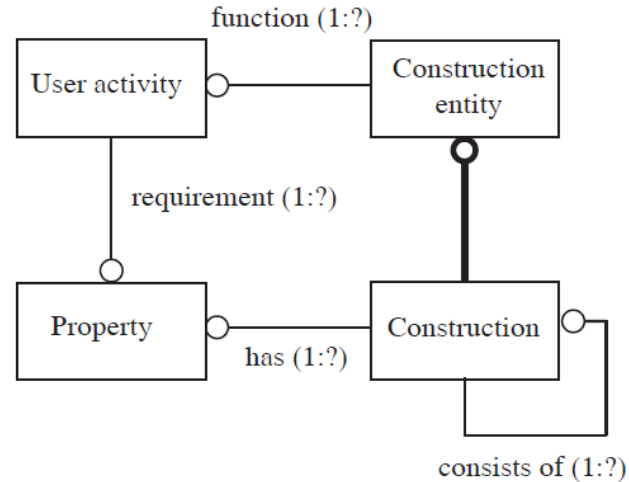 function (1:?)
User activity
Construction
entity
requirement (1:?)
Property
Construction
has (1:?)
consists of (1:?)